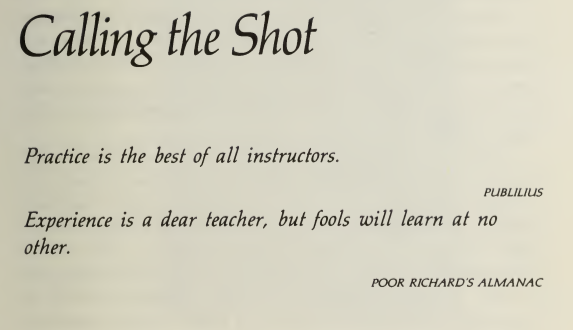 Calling the Shot
Practice is the best of all instructors.
PUBLILIUS
Experience is a dear teacher, but fools will learn at no
other.
POOR RICHARD'S ALMANAC